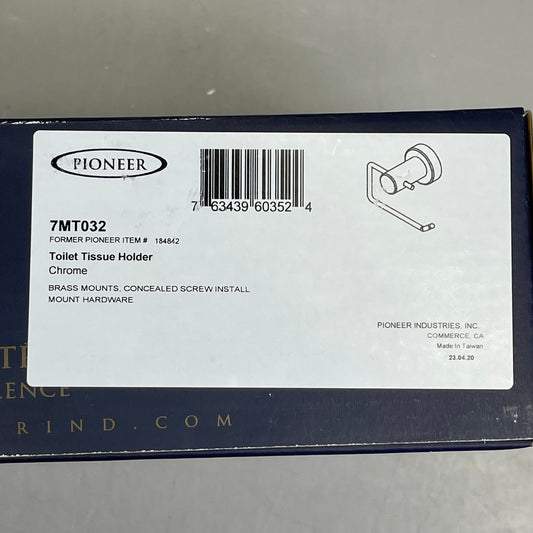 PIONEER
7 63439 60352 4
7MT032
FORMER PIONEER ITEM # 184842
Toilet Tissue Holder
Chrome
BRASS MOUNTS, CONCEALED SCREW INSTALL
MOUNT HARDWARE
PIONEER INDUSTRIES, INC.
COMMERCE, CA
Made In Taiwan
23.04.20
LENCE
RIND.COM